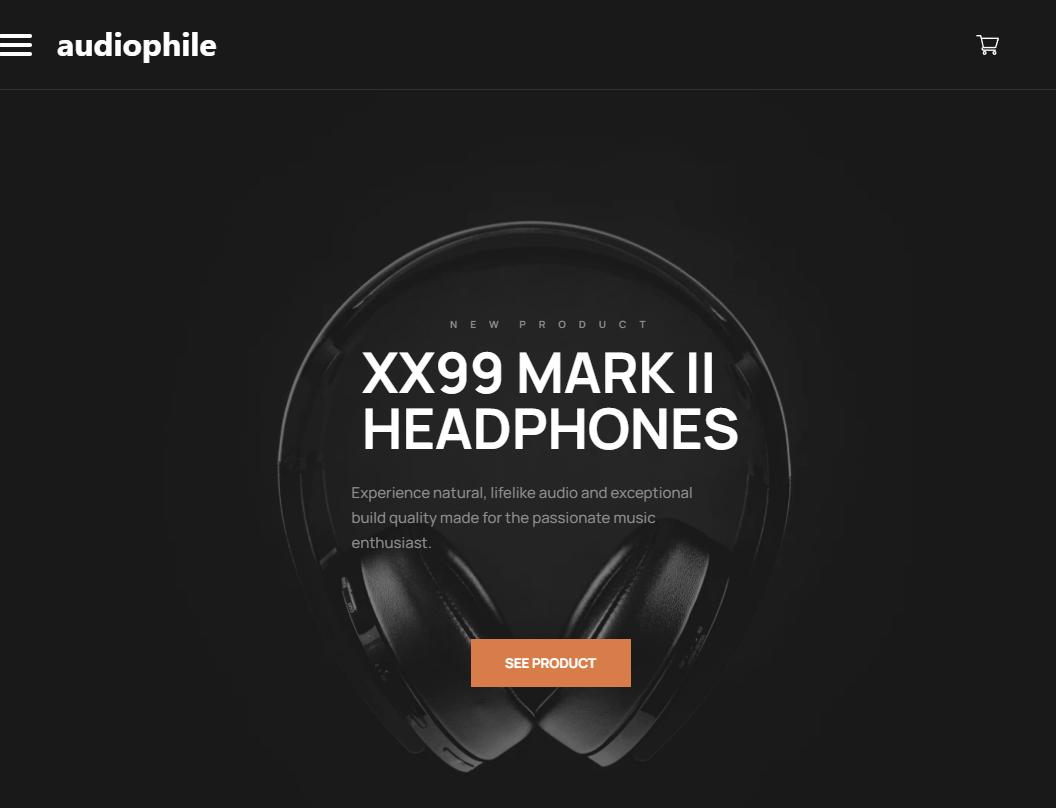 audiophile
NEW PRODUCT
XX99 MARK II
HEADPHONES
Experience natural, lifelike audio and exceptional
build quality made for the passionate music
enthusiast.
SEE PRODUCT